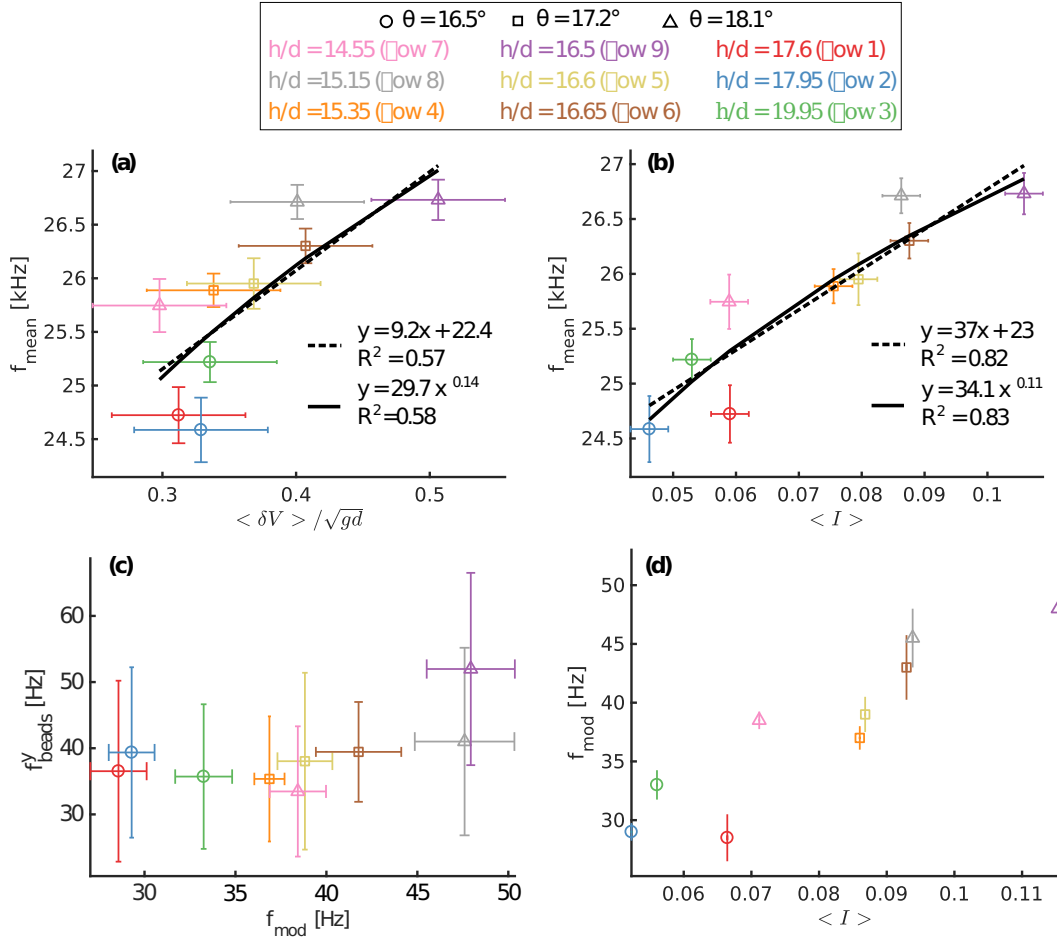 θ = 16.5° θ = 17.2° θ = 18.1°
h/d = 14.55 (▯ow 7) h/d = 16.5 (▯ow 9) h/d = 17.6 (▯ow 1)
h/d = 15.15 (▯ow 8) h/d = 16.6 (▯ow 5) h/d = 17.95 (▯ow 2)
h/d = 15.35 (▯ow 4) h/d = 16.65 (▯ow 6) h/d = 19.95 (▯ow 3)
(a)
27
26.5
26
25.5
25
24.5
f_mean [kHz]
y = 9.2x + 22.4
R² = 0.57
y = 29.7 x^0.14
R² =0.58
0.3 0.4 0.5
< δV > /√gd
(b)
27
26.5
26
25.5
25
24.5
f_mean [kHz]
y = 37x + 23
R² = 0.82
y = 34.1 x^0.11
R² = 0.83
0.05 0.06 0.07 0.08 0.09 0.1
< I >
(c)
60
50
40
30
f^y_beads [Hz]
30 35 40 45 50
f_mod [Hz]
(d)
45
40
35
30
f_mod [Hz]
0.06 0.07 0.08 0.09 0.1 0.11
< I >